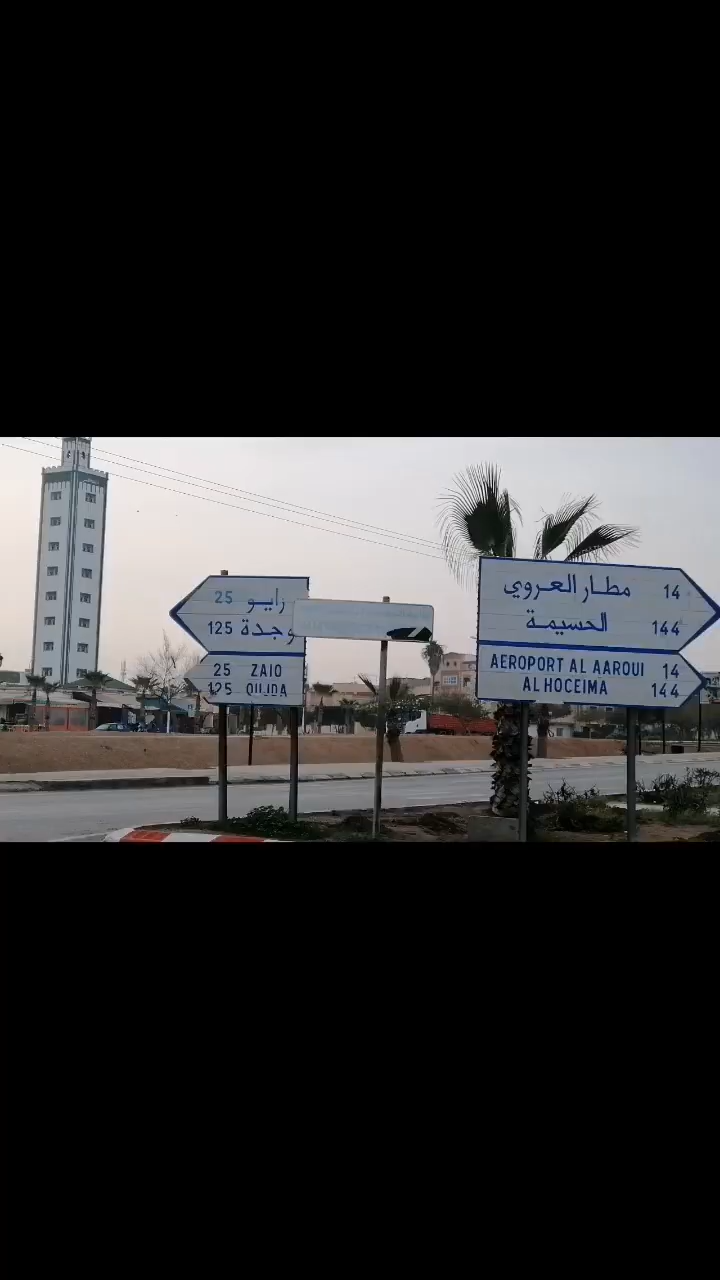 زايو 25
وجدة 125
25 ZAIO
125 OUJDA
مطار العروي 14
الحسيمة 144
AEROPORT AL AAROUI 14
AL HOCEIMA 144